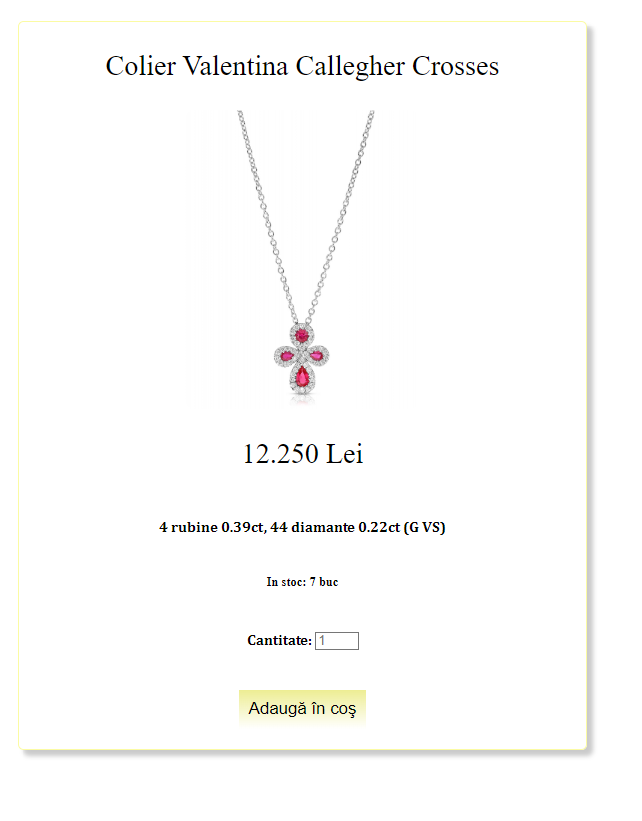 Colier Valentina Callegher Crosses
12.250 Lei
4 rubine 0.39ct, 44 diamante 0.22ct (G VS)
In stoc: 7 buc
Cantitate: 1
Adaugă în coş